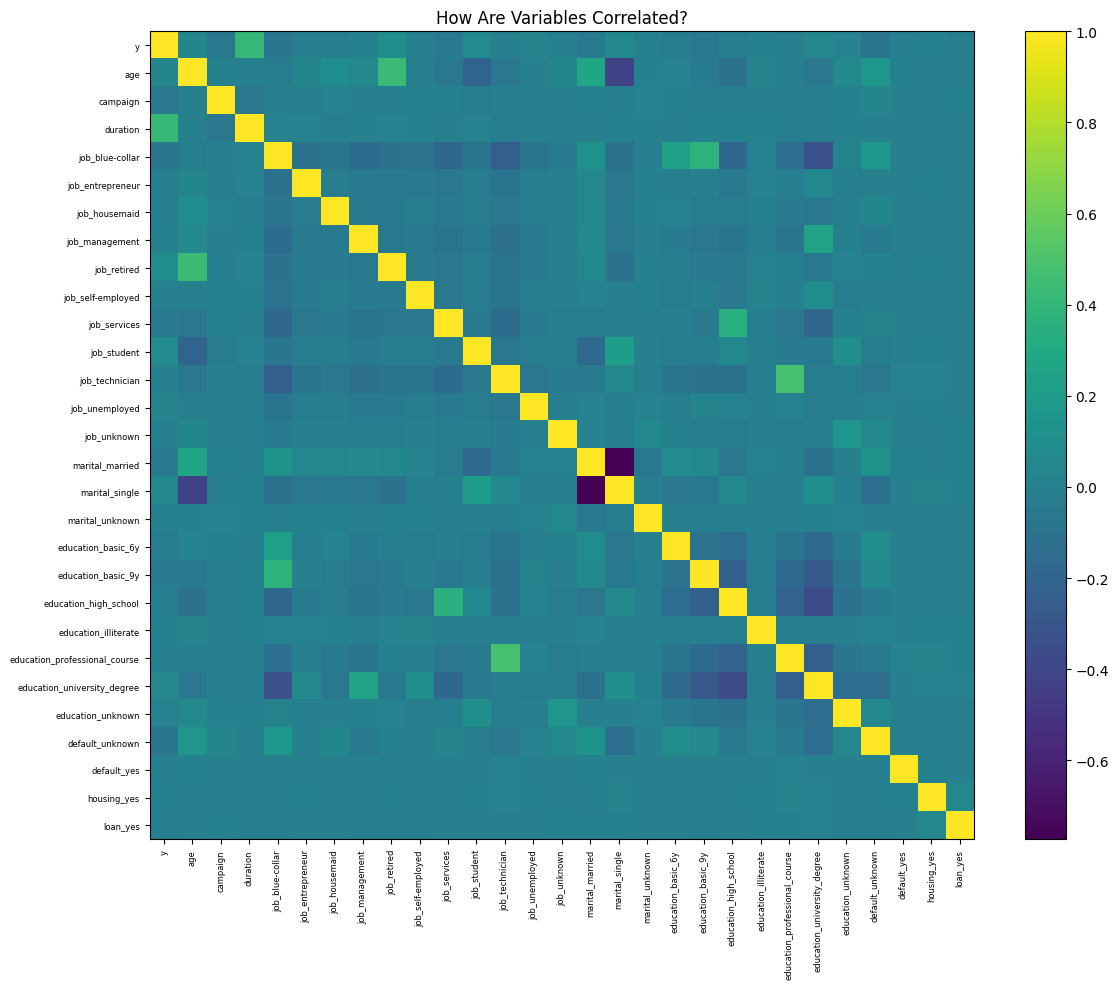 How Are Variables Correlated?
y
age
campaign
duration
job_blue-collar
job_entrepreneur
job_housemaid
job_management
job_retired
job_self-employed
job_services
job_student
job_technician
job_unemployed
job_unknown
marital_married
marital_single
marital_unknown
education_basic_6y
education_basic_9y
education_high_school
education_illiterate
education_professional_course
education_university_degree
education_unknown
default_unknown
default_yes
housing_yes
loan_yes
y
age
campaign
duration
job_blue-collar
job_entrepreneur
job_housemaid
job_management
job_retired
job_self-employed
job_services
job_student
job_technician
job_unemployed
job_unknown
marital_married
marital_single
marital_unknown
education_basic_6y
education_basic_9y
education_high_school
education_illiterate
education_professional_course
education_university_degree
education_unknown
default_unknown
default_yes
housing_yes
loan_yes
1.0
0.8
0.6
0.4
0.2
0.0
−0.2
−0.4
−0.6